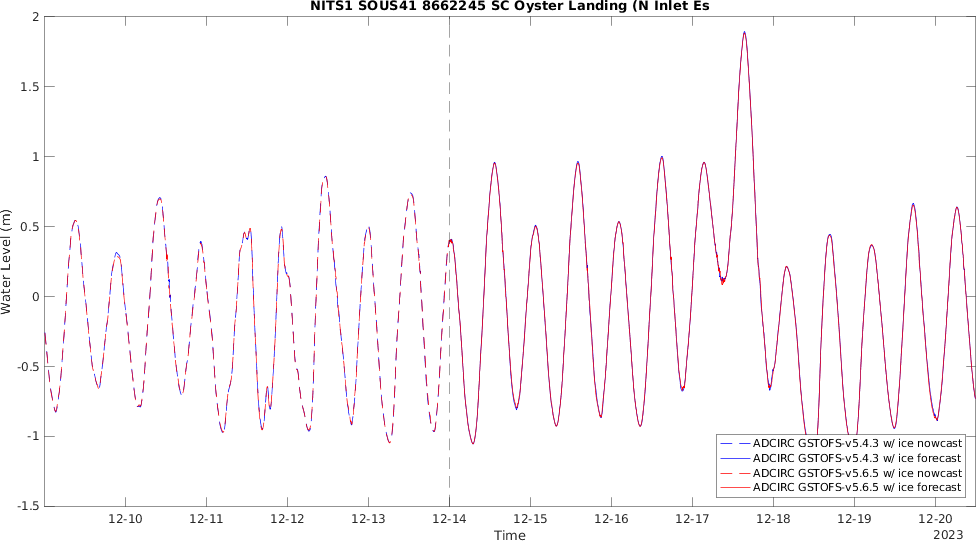 NITS1 SOUS41 8662245 SC Oyster Landing (N Inlet Es
2
1.5
1
0.5
0
-0.5
-1
-1.5
Water Level (m)
12-10
12-11
12-12
12-13
12-14
12-15
12-16
12-17
12-18
12-19
12-20
Time
2023
ADCIRC GSTOFS-v5.4.3 w/ ice nowcast
ADCIRC GSTOFS-v5.4.3 w/ ice forecast
ADCIRC GSTOFS-v5.6.5 w/ ice nowcast
ADCIRC GSTOFS-v5.6.5 w/ ice forecast